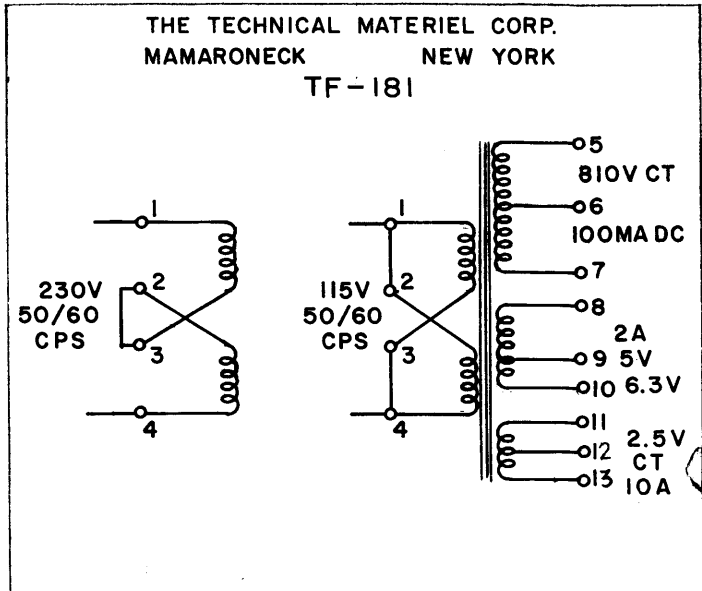 THE TECHNICAL MATERIEL CORP.
MAMARONECK NEW YORK
TF-181
1
2
230V
50/60
CPS
3
4
1
2
115V
50/60
CPS
3
4
5
810V CT
6
100MA DC
7
8
2A
9 5V
10 6.3V
11
2.5V
12
CT
13
10A